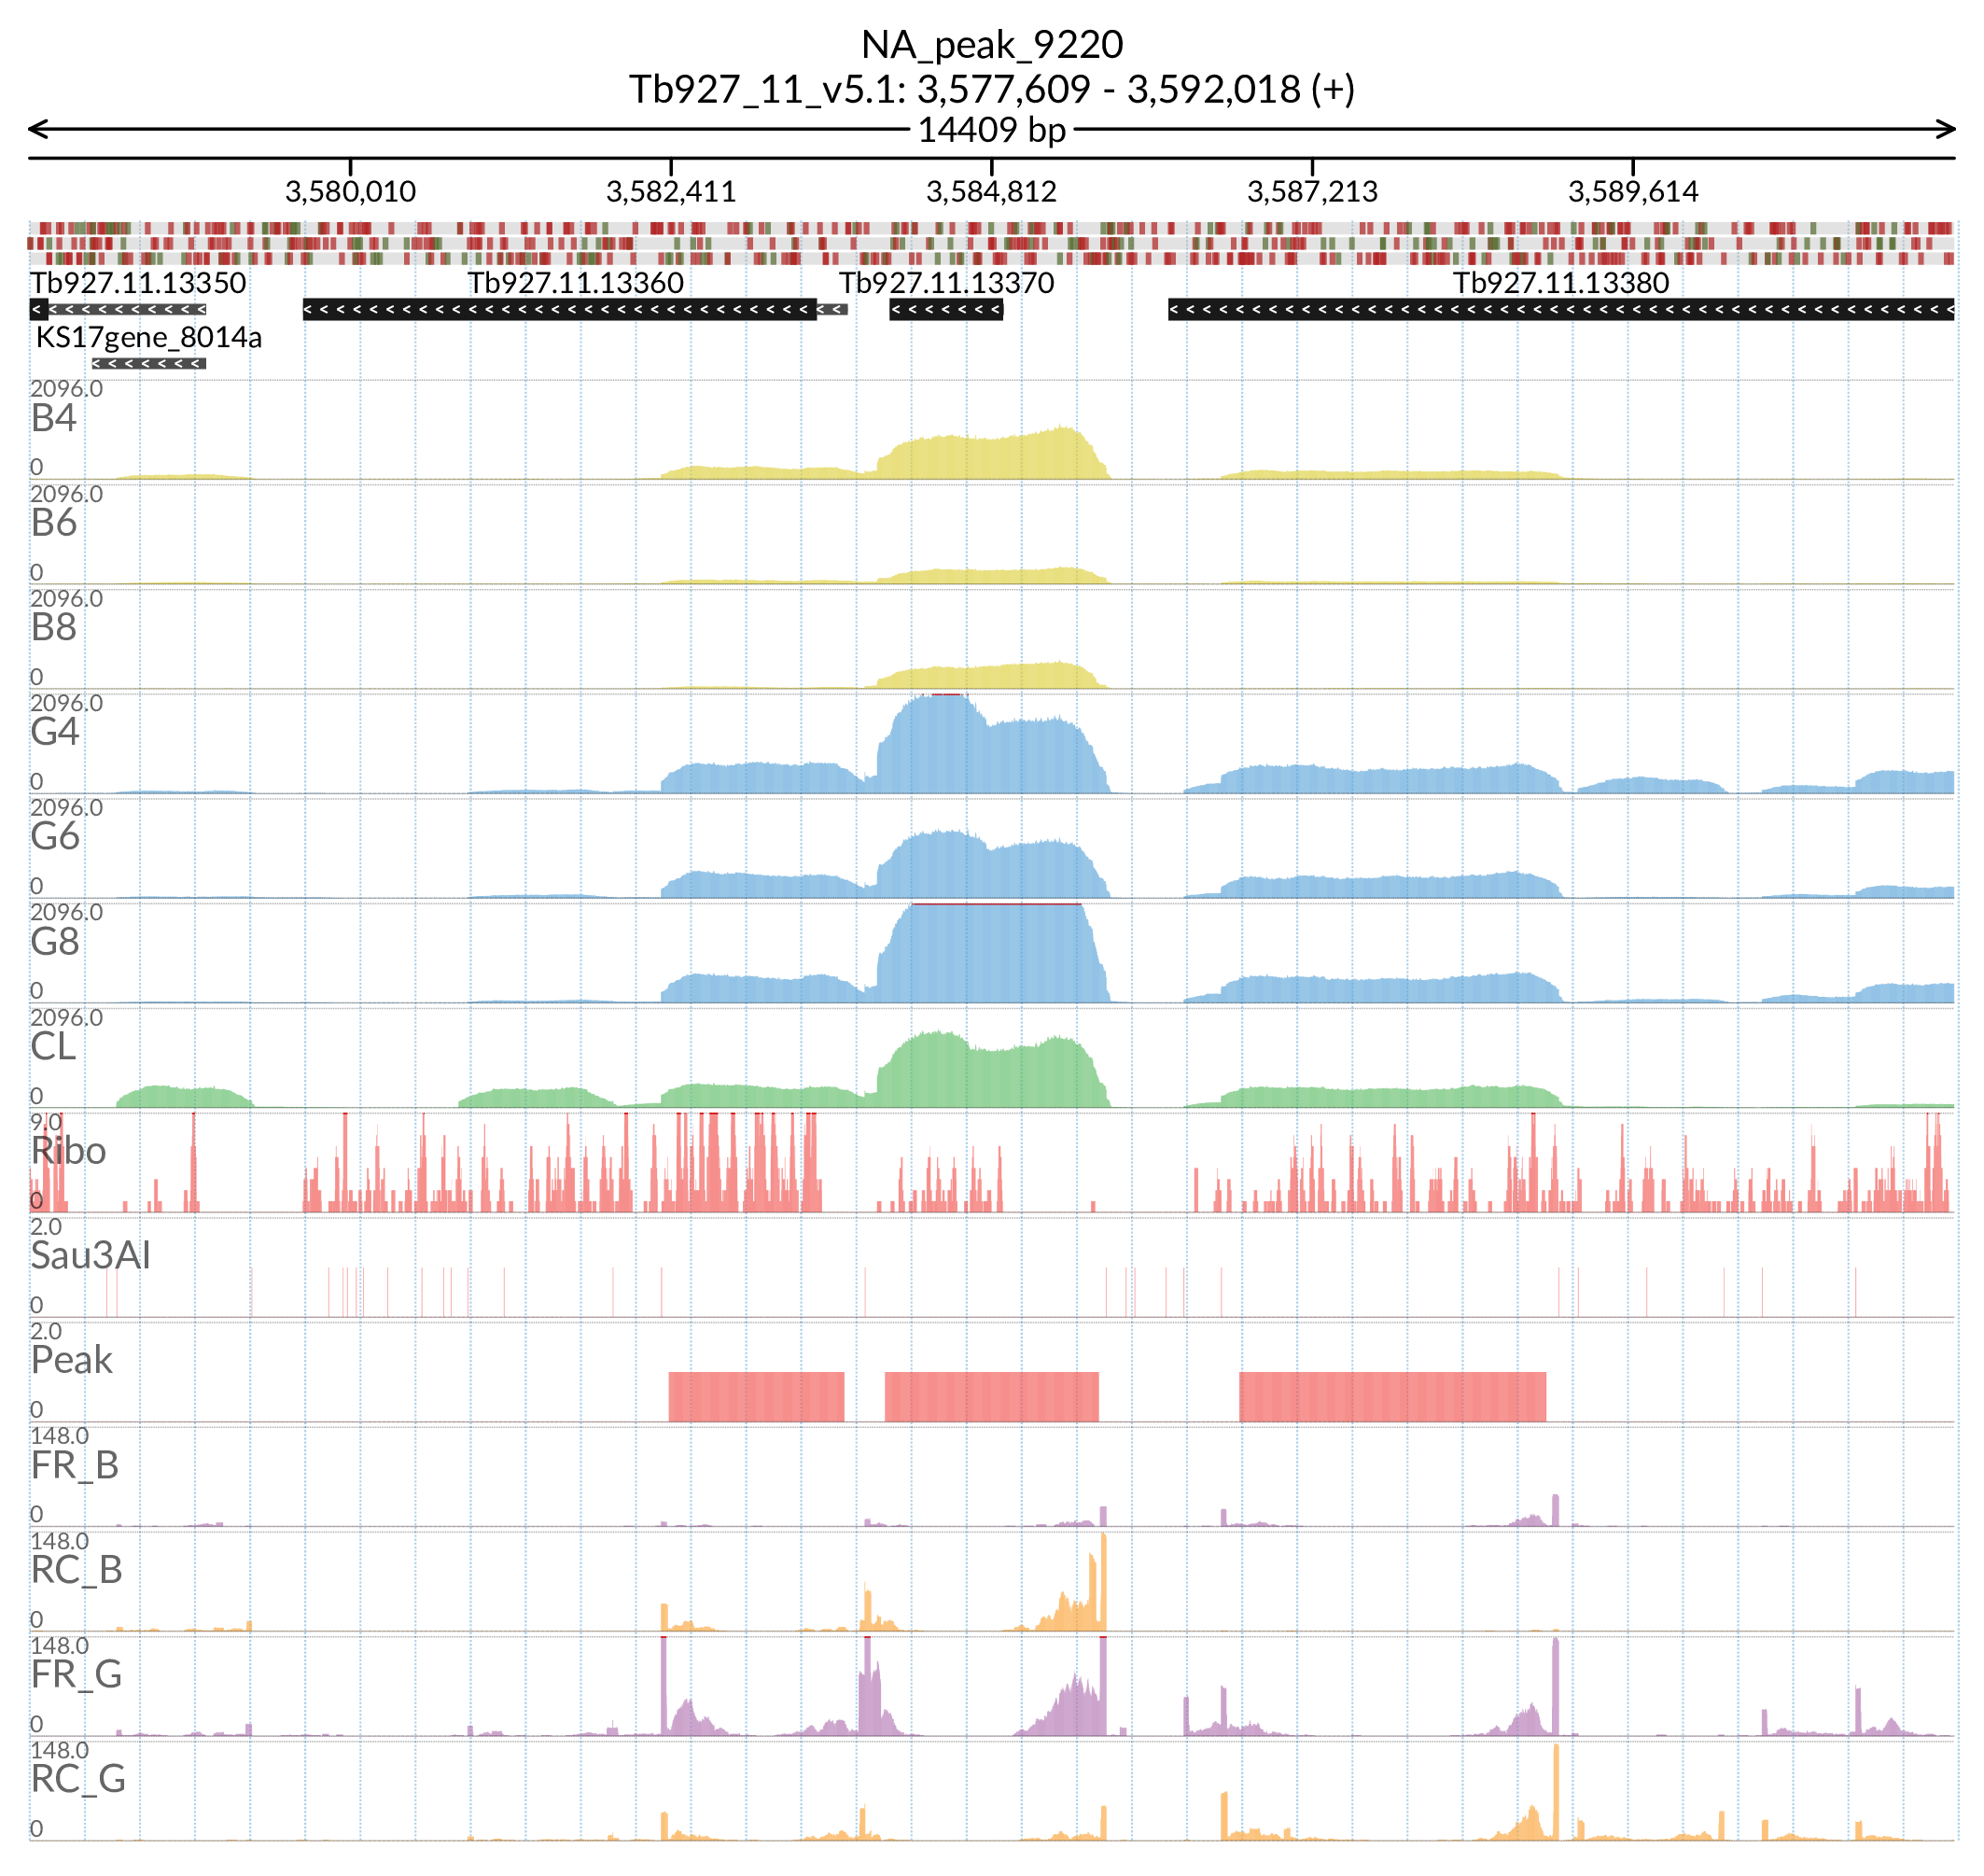 NA_peak_9220
Tb927_11_v5.1: 3,577,609 - 3,592,018 (+)
14409 bp
3,580,010 3,582,411 3,584,812 3,587,213 3,589,614
Tb927.11.13350 Tb927.11.13360 Tb927.11.13370 Tb927.11.13380
KS17gene_8014a
2096.0
B4
0
2096.0
B6
0
2096.0
B8
0
2096.0
G4
0
2096.0
G6
0
2096.0
G8
0
2096.0
CL
0
9.0
Ribo
0
2.0
Sau3AI
0
2.0
Peak
0
148.0
FR_B
0
148.0
RC_B
0
148.0
FR_G
0
148.0
RC_G
0